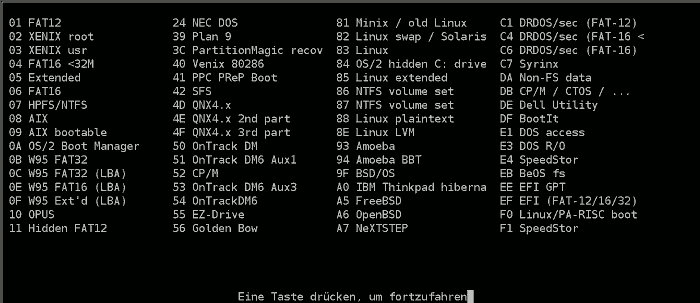 01 FAT12 24 NEC DOS 81 Minix / old Linux C1 DRDOS/sec (FAT-12)
02 XENIX root 39 Plan 9 82 Linux swap / Solaris C4 DRDOS/sec (FAT-16 <
03 XENIX usr 3C PartitionMagic recov 83 Linux C6 DRDOS/sec (FAT-16)
04 FAT16 <32M 40 Venix 80286 84 OS/2 hidden C: drive C7 Syrinx
05 Extended 41 PPC PReP Boot 85 Linux extended DA Non-FS data
06 FAT16 42 SFS 86 NTFS volume set DB CP/M / CTOS / ...
07 HPFS/NTFS 4D QNX4.x 87 NTFS volume set DE Dell Utility
08 AIX 4E QNX4.x 2nd part 88 Linux plaintext DF BootIt
09 AIX bootable 4F QNX4.x 3rd part 8E Linux LVM E1 DOS access
0A OS/2 Boot Manager 50 OnTrack DM 93 Amoeba E3 DOS R/O
0B W95 FAT32 51 OnTrack DM6 Aux1 94 Amoeba BBT E4 SpeedStor
0C W95 FAT32 (LBA) 52 CP/M 9F BSD/OS EB BeOS fs
0E W95 FAT16 (LBA) 53 OnTrack DM6 Aux3 A0 IBM Thinkpad hiberna EE EFI GPT
0F W95 Ext'd (LBA) 54 OnTrackDM6 A5 FreeBSD EF EFI (FAT-12/16/32)
10 OPUS 55 EZ-Drive A6 OpenBSD F0 Linux/PA-RISC boot
11 Hidden FAT12 56 Golden Bow A7 NeXTSTEP F1 SpeedStor
Eine Taste drücken, um fortzufahren